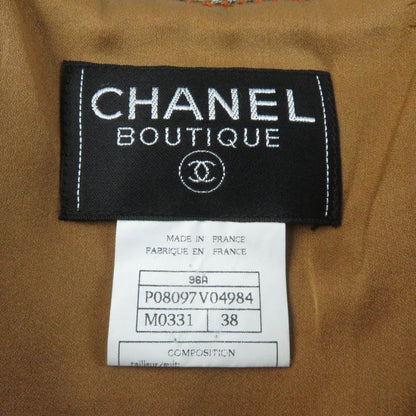 CHANEL
BOUTIQUE
MADE IN FRANCE
FABRIQUE EN FRANCE
96A
P08097V04984
M0331 38
COMPOSITION